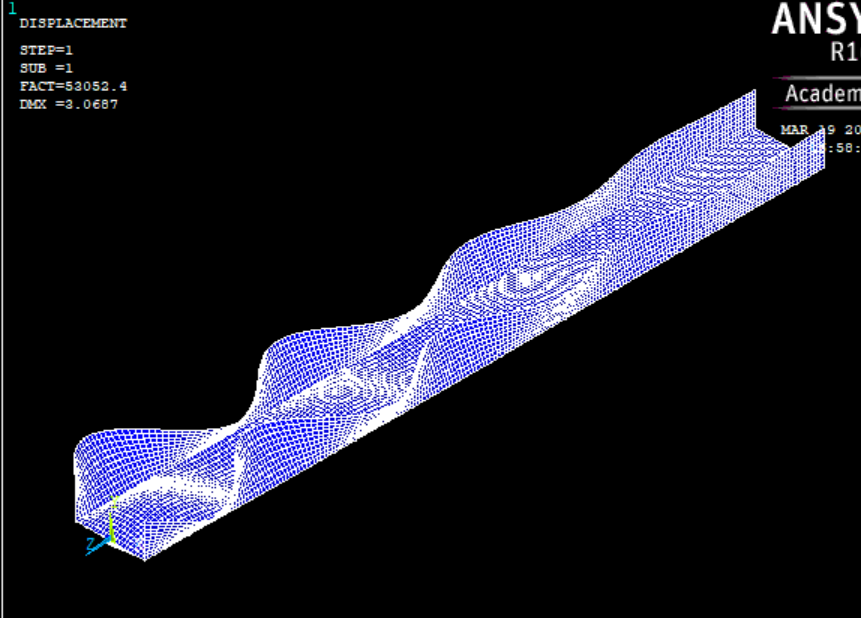 1
DISPLACEMENT
STEP=1
SUB =1
FACT=53052.4
DMX =3.0687
ANSY
R1
Academ
MAR 19 20
:58:
Y
Z